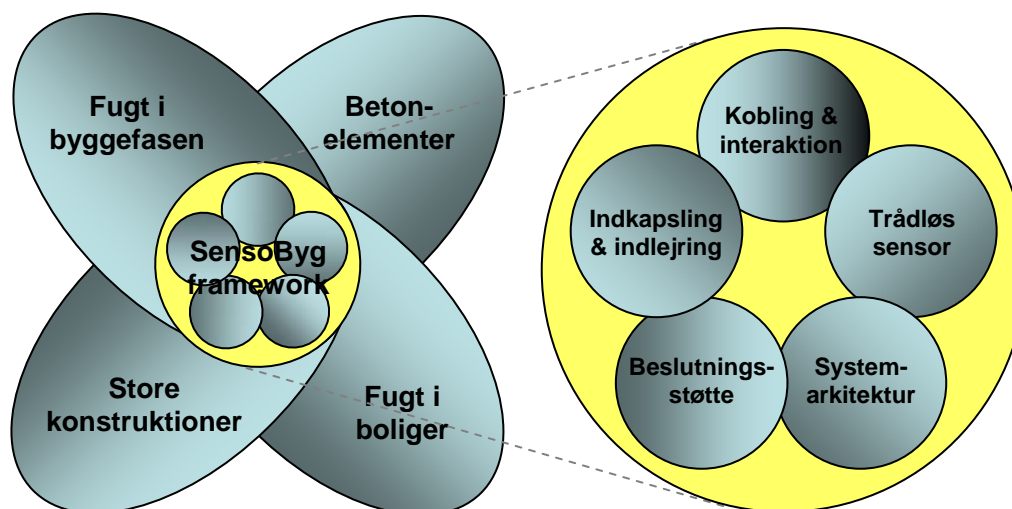 Fugt i
byggefasen
Beton-
elementer
SensoByg
framework
Store
konstruktioner
Fugt i
boliger
Kobling &
interaktion
Indkapsling
& indlejring
Trådløs
sensor
Beslutnings-
støtte
System-
arkitektur